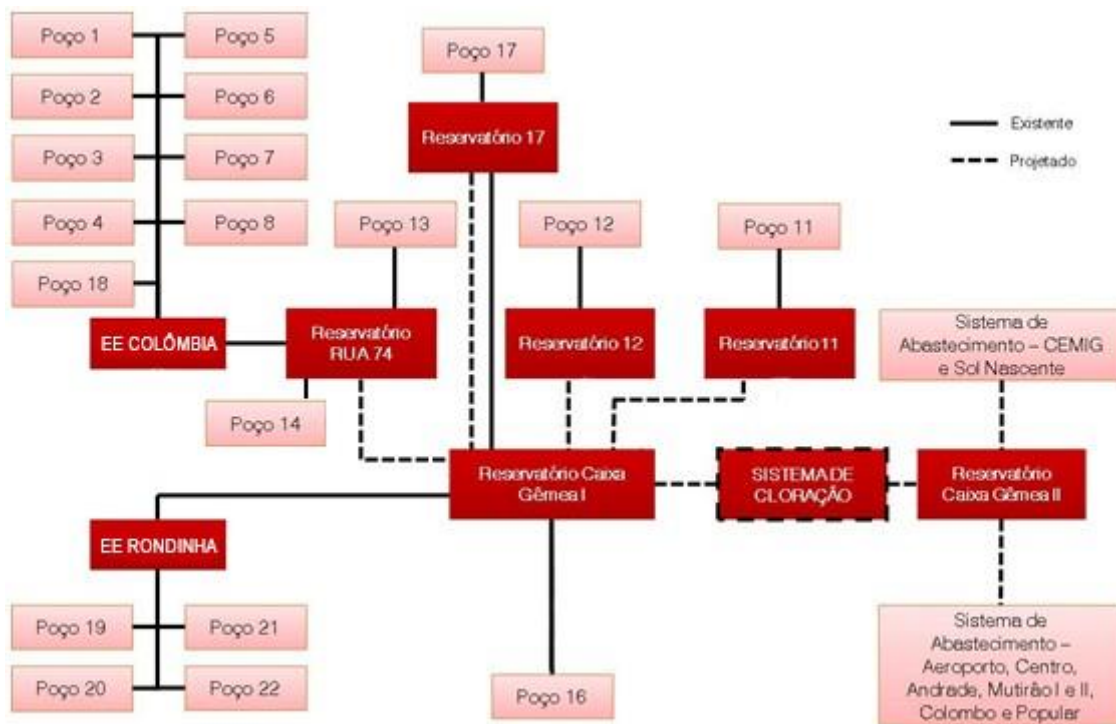 Poço 1
Poço 5
Poço 2
Poço 6
Poço 3
Poço 7
Poço 4
Poço 8
Poço 18
EE COLÔMBIA
Poço 17
Reservatório 17
Existente
Projetado
Poço 13
Poço 12
Poço 11
Reservatório
RUA 74
Reservatório 12
Reservatório 11
Poço 14
Sistema de
Abastecimento – CEMIG
e Sol Nascente
Reservatório Caixa
Gêmea I
SISTEMA DE
CLORAÇÃO
Reservatório
Caixa Gêmea II
EE RONDINHA
Poço 19
Poço 21
Poço 20
Poço 22
Poço 16
Sistema de
Abastecimento –
Aeroporto, Centro,
Andrade, Mutirão I e II,
Colombo e Popular